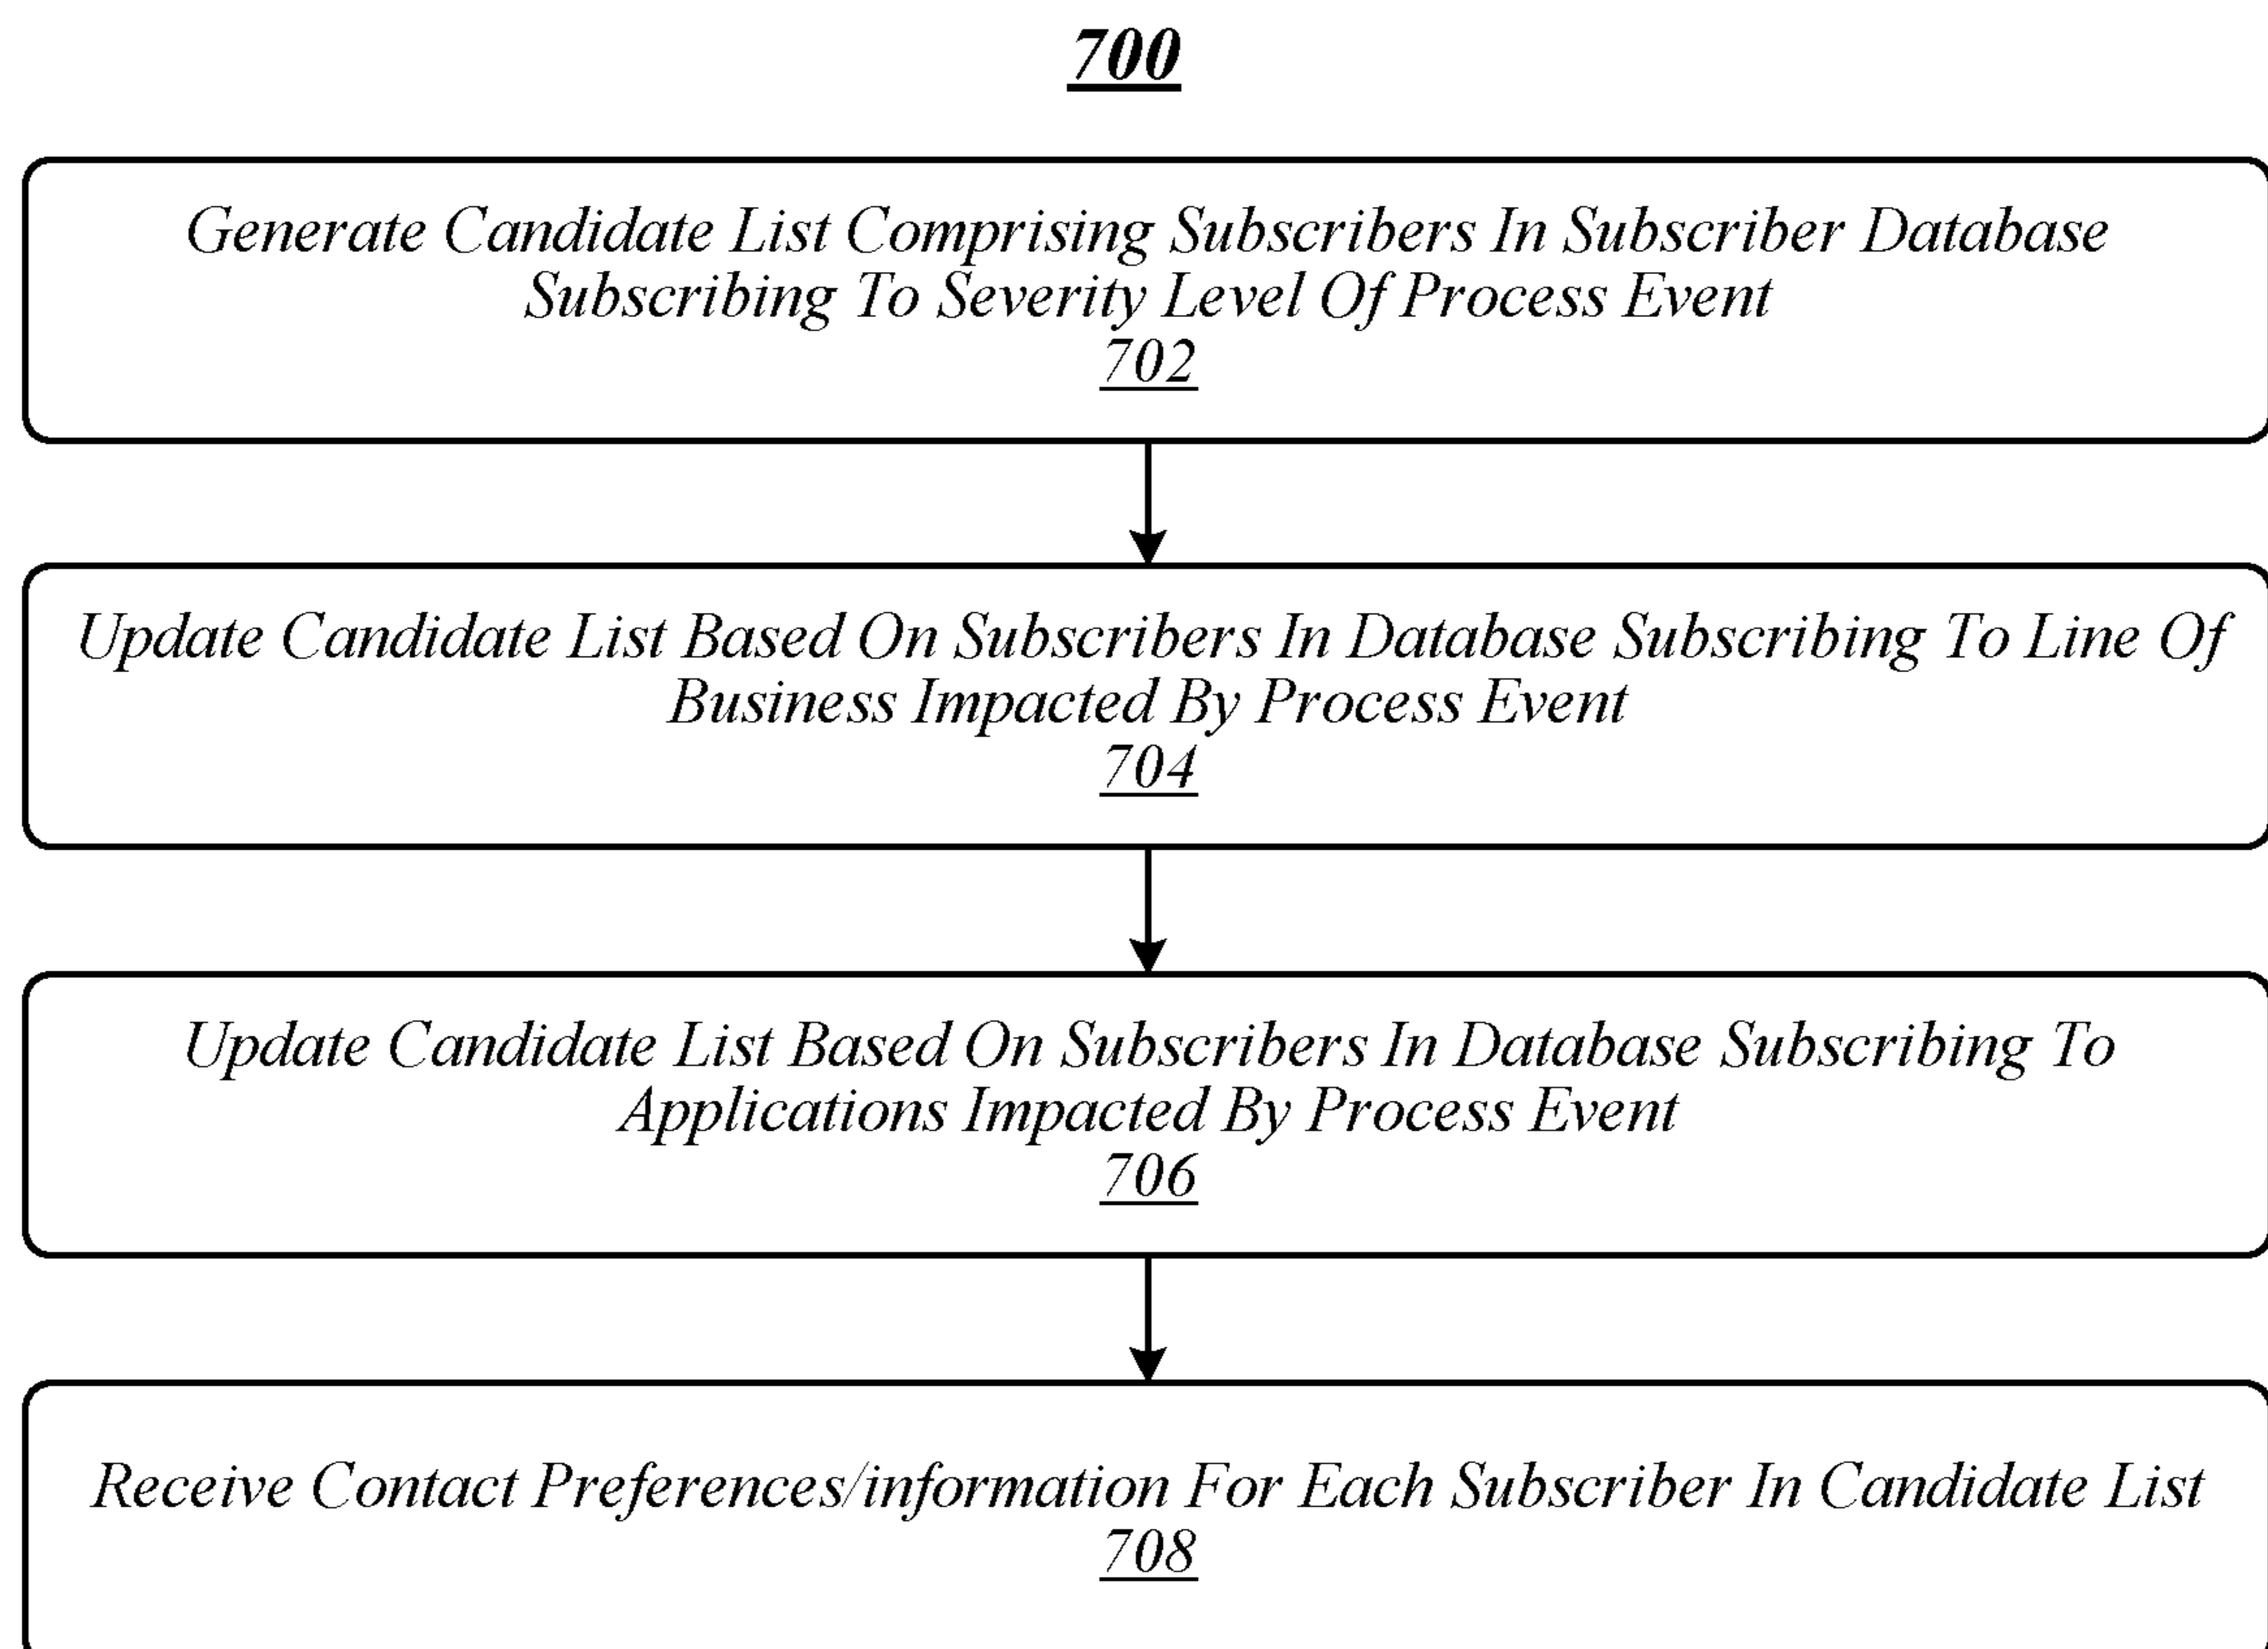 700
Generate Candidate List Comprising Subscribers In Subscriber Database
Subscribing To Severity Level Of Process Event
702
Update Candidate List Based On Subscribers In Database Subscribing To Line Of
Business Impacted By Process Event
704
Update Candidate List Based On Subscribers In Database Subscribing To
Applications Impacted By Process Event
706
Receive Contact Preferences/information For Each Subscriber In Candidate List
708